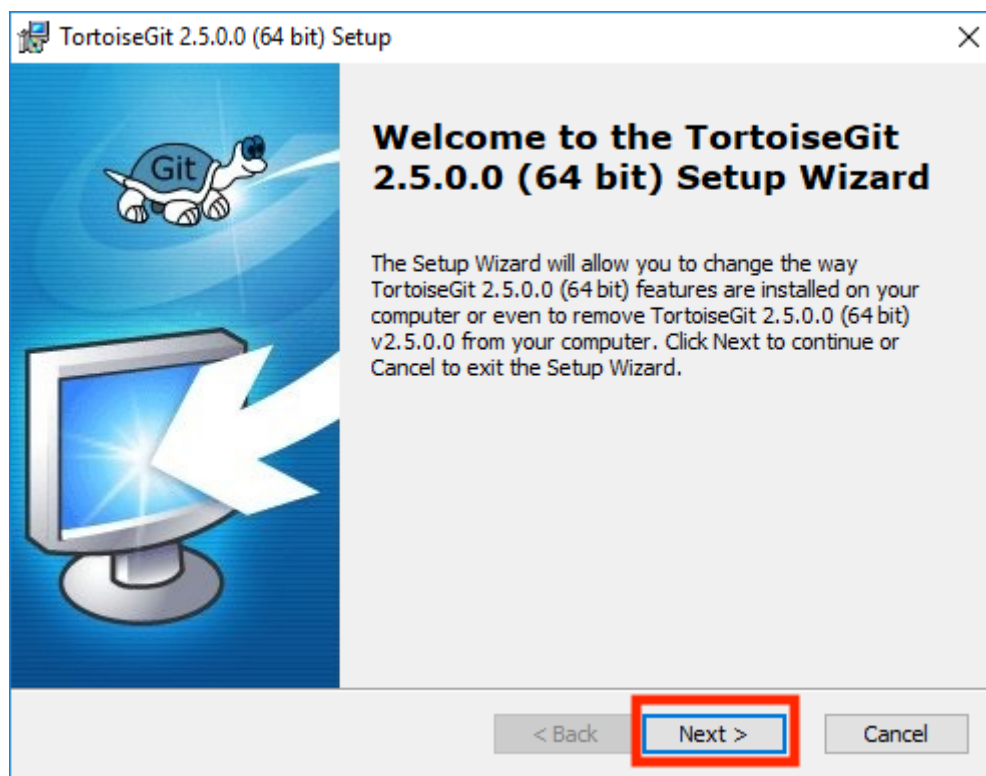 TortoiseGit 2.5.0.0 (64 bit) Setup
Git
Welcome to the TortoiseGit
2.5.0.0 (64 bit) Setup Wizard
The Setup Wizard will allow you to change the way
TortoiseGit 2.5.0.0 (64 bit) features are installed on your
computer or even to remove TortoiseGit 2.5.0.0 (64 bit)
v2.5.0.0 from your computer. Click Next to continue or
Cancel to exit the Setup Wizard.
< Back
Next >
Cancel